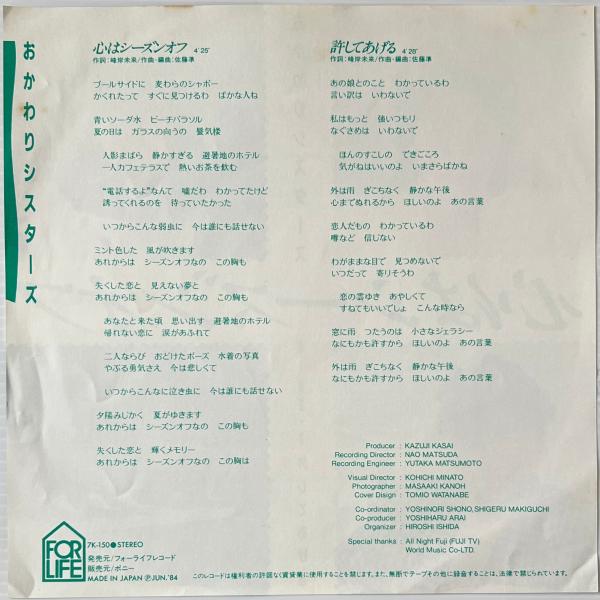 おかわりシスターズ
心はシーズンオフ 4'25"
作詞：峰岸未来/作曲・編曲：佐藤準
プールサイドに 麦わらのシャポー
かくれたって すぐに見つけるわ ばかな人ね
青いソーダ水 ビーチパラソル
夏の日は ガラスの向うの 蜃気楼
人影まばら 静かすぎる 避暑地のホテル
一人カフェテラスで 熱いお茶を飲む
"電話するよ"なんて 嘘だわ わかってたけど
誘ってくれるのを 待っていたかった
いつからこんな弱虫に 今は誰にも話せない
ミント色した 風が吹きます
あれからは シーズンオフなの この胸も
失くした恋と 見えない夢と
あれからは シーズンオフなの この胸も
あなたと来た頃 思い出す 避暑地のホテル
帰れない恋に 涙があふれて
二人ならび おどけたポーズ 水着の写真
やぶる勇気さえ 今は悲しくて
いつからこんなに泣き虫に 今は誰にも話せない
夕陽みじかく 夏がゆきます
あれからは シーズンオフなの この胸も
失くした恋と 輝くメモリー
あれからは シーズンオフなの この胸は
許してあげる 4'28"
作詞：峰岸未来/作曲・編曲：佐藤準
あの娘とのこと わかっているわ
言い訳は いわないで
私はもっと 強いつもり
なぐさめは いわないで
ほんのすこしの できごころ
気がねはいいのよ いまさらばかね
外は雨 ぎこちなく 静かな午後
心までぬれるから ほしいのよ あの言葉
恋人だもの わかっているわ
噂など 信じない
わがままな目で 見つめないで
いつだって 寄りそうわ
恋の雲ゆき あやしくて
すねてもいいでしょ こんな時なら
窓に雨 つたうのは 小さなジェラシー
なにもかも許すから ほしいのよ あの言葉
外は雨 ぎこちなく 静かな午後
なにもかも許すから ほしいのよ あの言葉
Producer : KAZUJI KASAI
Recording Director : NAO MATSUDA
Recording Engineer : YUTAKA MATSUMOTO
Visual Director : KOHICHI MINATO
Photographer : MASAAKI KANOH
Cover Disign : TOMIO WATANABE
Co-ordinator : YOSHINORI SHONO, SHIGERU MAKIGUCHI
Co-producer : YOSHIHARU ARAI
Organizer : HIROSHI ISHIDA
Special thanks : All Night Fuji (FUJI TV)
World Music Co-LTD.
FOR LIFE
7K-150●STEREO
発売元/フォーライフレコード
販売元/ポニー
MADE IN JAPAN ℗JUN.'84
このレコードは権利者の許諾なく賃貸業に使用することを禁じます。また、無断でテープその他に録音することは、法律で禁じられています。